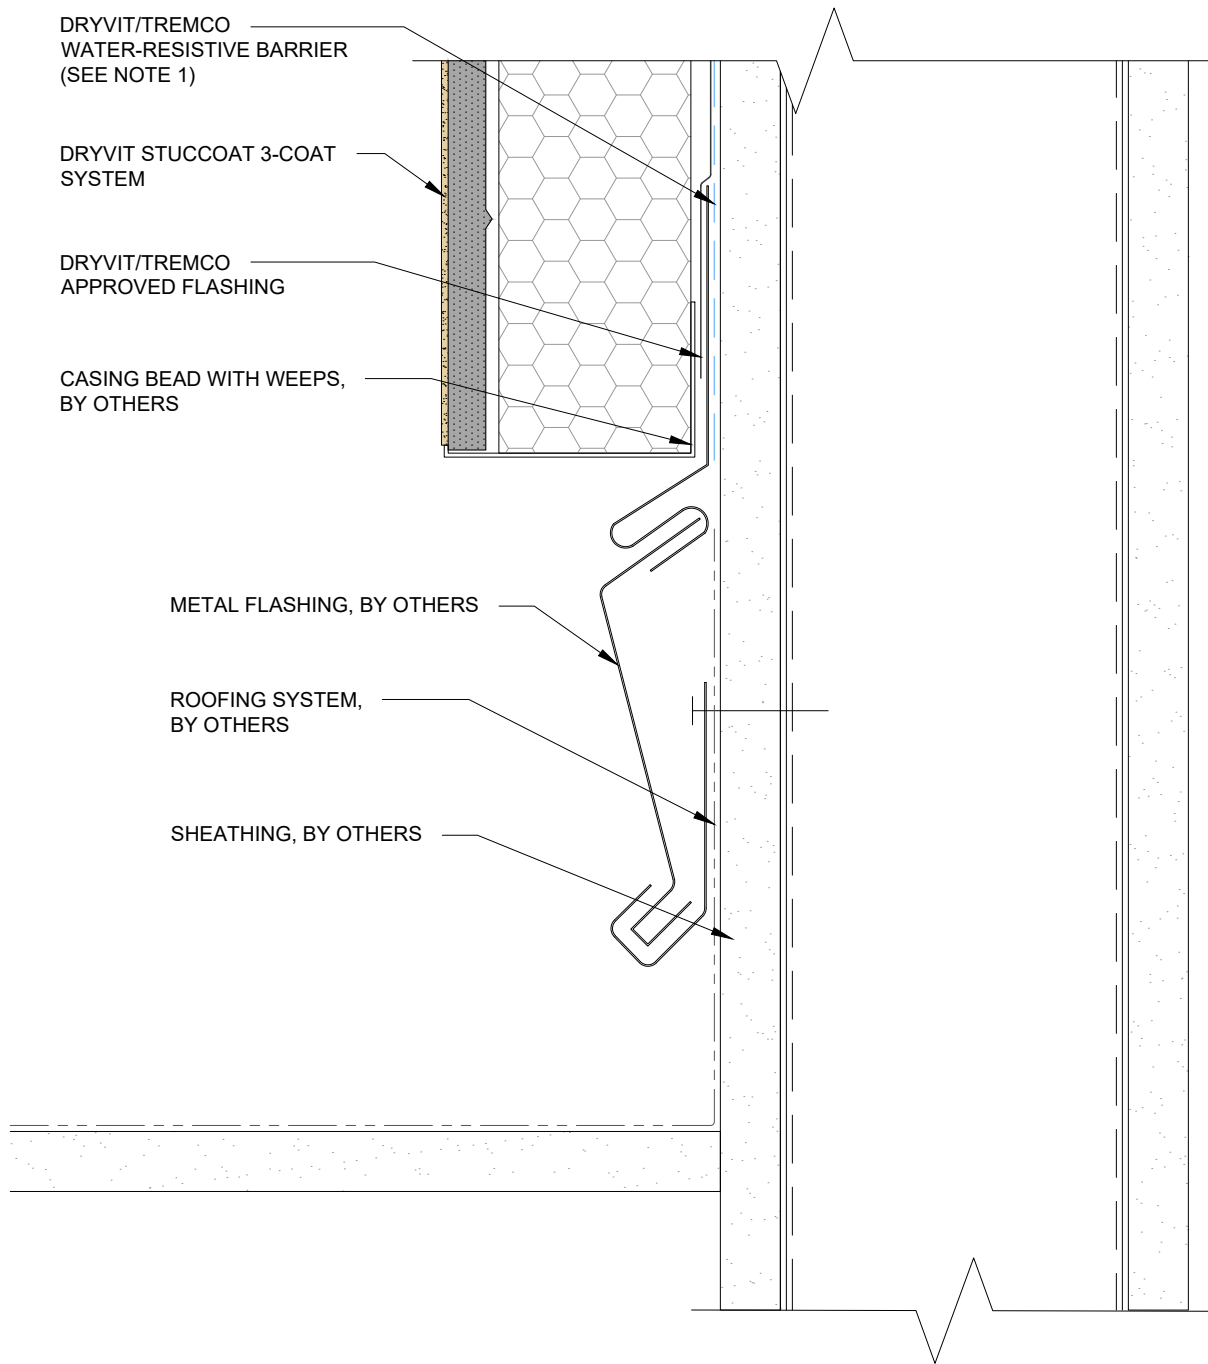 DRYVIT/TREMCO
WATER-RESISTIVE BARRIER
(SEE NOTE 1)
DRYVIT STUCCOAT 3-COAT
SYSTEM
DRYVIT/TREMCO
APPROVED FLASHING
CASING BEAD WITH WEEPS,
BY OTHERS
METAL FLASHING, BY OTHERS
ROOFING SYSTEM,
BY OTHERS
SHEATHING, BY OTHERS